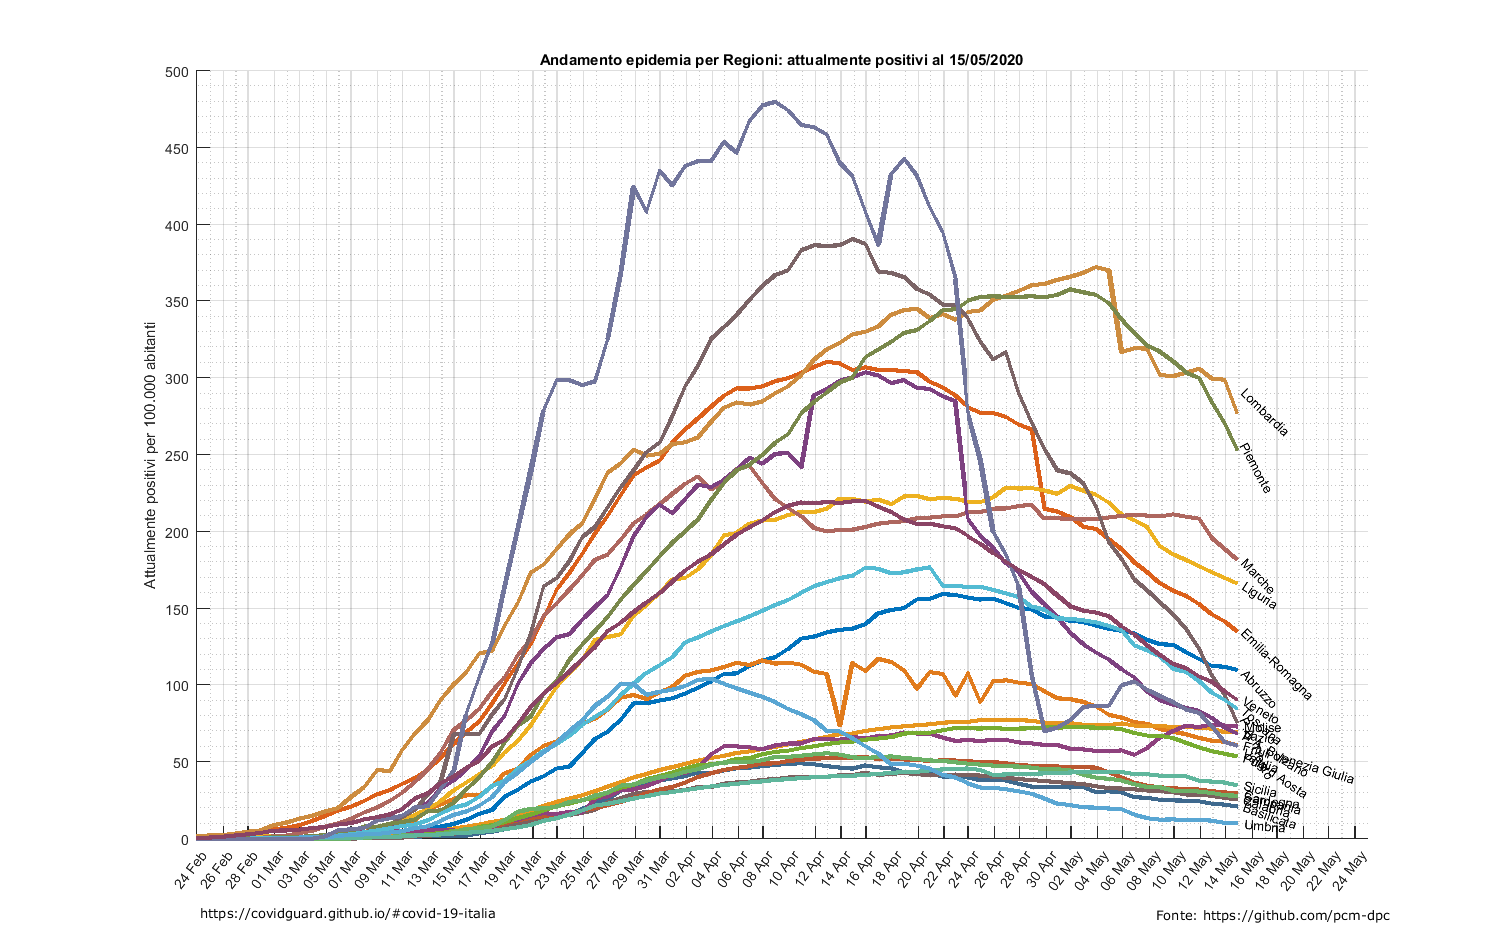 Andamento epidemia per Regioni: attualmente positivi al 15/05/2020
Attualmente positivi per 100.000 abitanti
500
450
400
350
300
250
200
150
100
50
0
24 Feb
26 Feb
28 Feb
01 Mar
03 Mar
05 Mar
07 Mar
09 Mar
11 Mar
13 Mar
15 Mar
17 Mar
19 Mar
21 Mar
23 Mar
25 Mar
27 Mar
29 Mar
31 Mar
02 Apr
04 Apr
06 Apr
08 Apr
10 Apr
12 Apr
14 Apr
16 Apr
18 Apr
20 Apr
22 Apr
24 Apr
26 Apr
28 Apr
30 Apr
02 May
04 May
06 May
08 May
10 May
12 May
14 May
16 May
18 May
20 May
22 May
24 May
Lombardia
Piemonte
Marche
Liguria
Emilia-Romagna
Abruzzo
Veneto
Molise
Sicilia
Basilicata
Umbria
https://covidguard.github.io/#covid-19-italia
Fonte: https://github.com/pcm-dpc